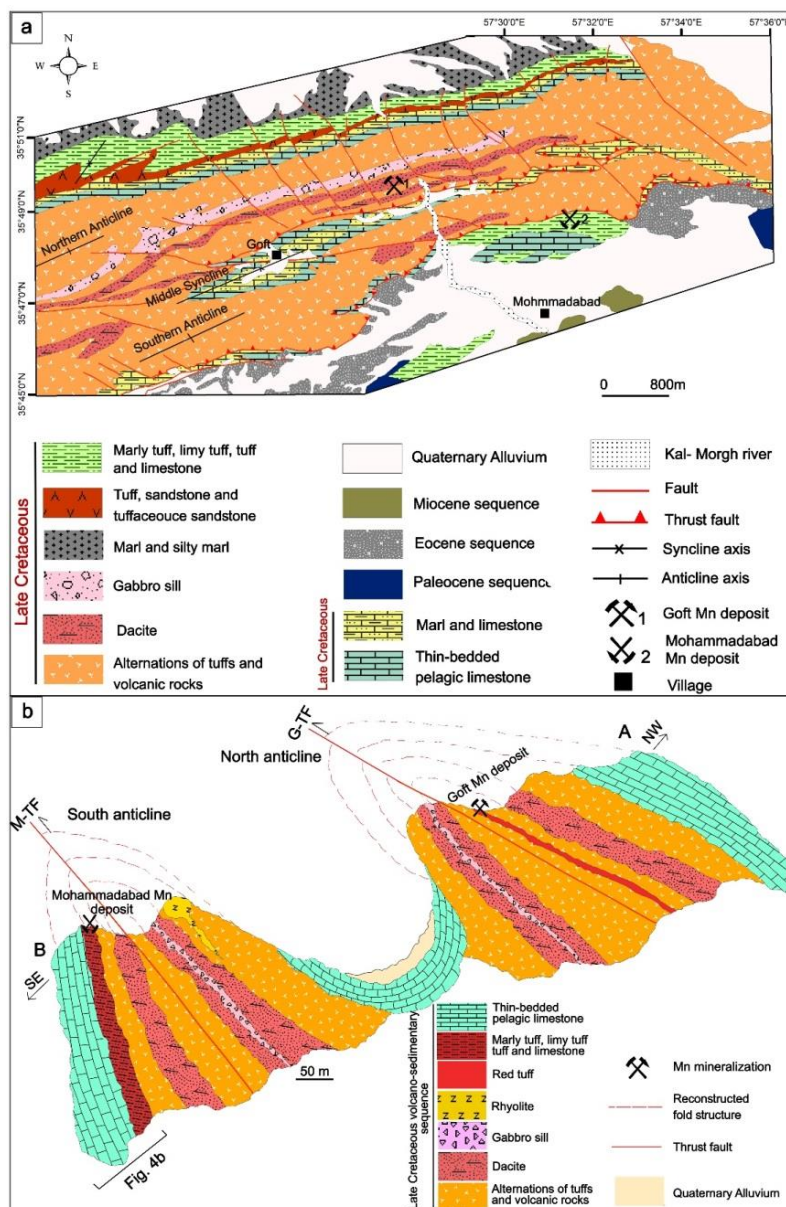 a
N
W E
S
57°30'0"E
57°32'0"E
57°34'0"E
57°36'0"E
35°51'0"N
35°49'0"N
35°47'0"N
35°45'0"N
Northern Anticline
Goft
1
2
Middle Syncline
Southern Anticline
Mohmmadabad
0 800m
Late Cretaceous
Marly tuff, limy tuff, tuff
and limestone
Tuff, sandstone and
tuffaceouce sandstone
Marl and silty marl
Gabbro sill
Dacite
Alternations of tuffs and
volcanic rocks
Quaternary Alluvium
Miocene sequence
Eocene sequence
Paleocene sequence
Late Cretaceous
Marl and limestone
Thin-bedded
pelagic limestone
Kal- Morgh river
Fault
Thrust fault
Syncline axis
Anticline axis
1 Goft Mn deposit
2 Mohammadabad
Mn deposit
Village
b
G-TF
North anticline
A
NW
Goft Mn deposit
M-TF
South anticline
Mohammadabad Mn
deposit
B
SE
Fig. 4b
50 m
Late Cretaceous volcano-sedimentary
sequence
Thin-bedded
pelagic limestone
Marly tuff, limy tuff
tuff and limestone
Red tuff
Rhyolite
Gabbro sill
Dacite
Alternations of tuffs
and volcanic rocks
Mn mineralization
Reconstructed
fold structure
Thrust fault
Quaternary Alluvium